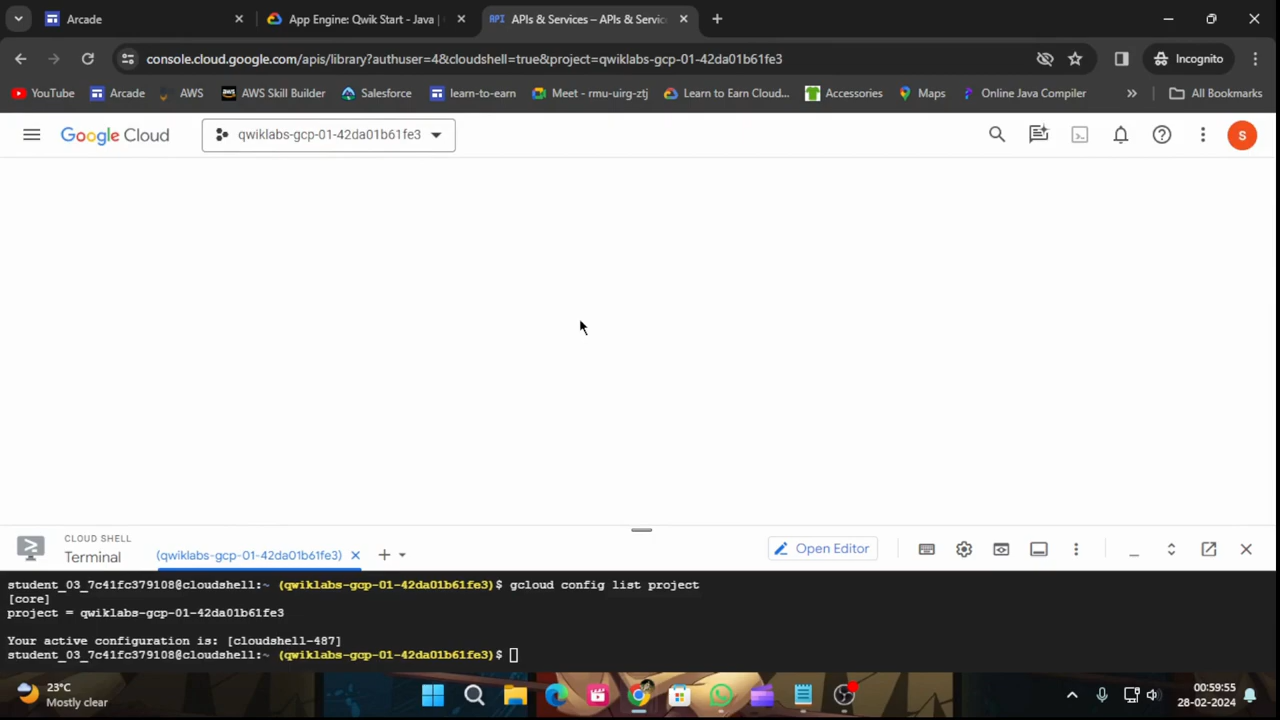 Arcade
App Engine: Qwik Start - Java |
API APIs & Services – APIs & Servic
console.cloud.google.com/apis/library?authuser=4&cloudshell=true&project=qwiklabs-gcp-01-42da01b61fe3
Incognito
YouTube Arcade AWS AWS Skill Builder Salesforce learn-to-earn Meet - rmu-uirg-ztj Learn to Earn Cloud... Accessories Maps Online Java Compiler » All Bookmarks
Google Cloud qwiklabs-gcp-01-42da01b61fe3 S
CLOUD SHELL
Terminal (qwiklabs-gcp-01-42da01b61fe3) Open Editor
student_03_7c41fc379108@cloudshell:~ (qwiklabs-gcp-01-42da01b61fe3)$ gcloud config list project
[core]
project = qwiklabs-gcp-01-42da01b61fe3
Your active configuration is: [cloudshell-487]
student_03_7c41fc379108@cloudshell:~ (qwiklabs-gcp-01-42da01b61fe3)$
23°C
Mostly clear
00:59:55
28-02-2024